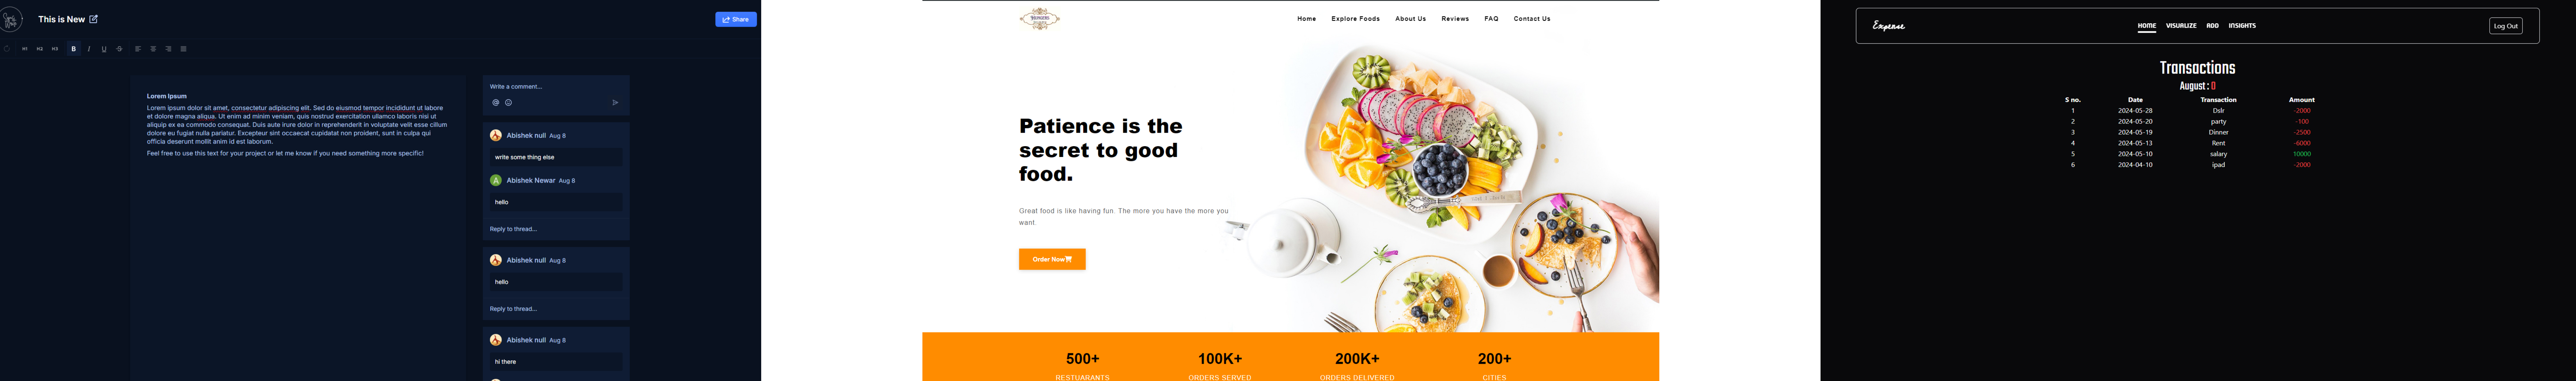 This is New
Share
H1 H2 H3 B I U S
Lorem Ipsum
Lorem ipsum dolor sit amet, consectetur adipiscing elit. Sed do eiusmod tempor incididunt ut labore
et dolore magna aliqua. Ut enim ad minim veniam, quis nostrud exercitation ullamco laboris nisi ut
aliquip ex ea commodo consequat. Duis aute irure dolor in reprehenderit in voluptate velit esse cillum
dolore eu fugiat nulla pariatur. Excepteur sint occaecat cupidatat non proident, sunt in culpa qui
officia deserunt mollit anim id est laborum.
Feel free to use this text for your project or let me know if you need something more specific!
Write a comment...
@
Abishek null Aug 8
write some thing else
A Abishek Newar Aug 8
hello
Reply to thread...
Abishek null Aug 8
hello
Reply to thread...
Abishek null Aug 8
hi there
Home Explore Foods About Us Reviews FAQ Contact Us
Patience is the
secret to good
food.
Great food is like having fun. The more you have the more you
want
Order Now
500+ 100K+ 200K+ 200+
RESTUARANTS ORDERS SERVED ORDERS DELIVERED CITIES
Expense
HOME VISUALIZE ADD INSIGHTS
Log Out
Transactions
August : 0
S no. Date Transaction Amount
1 2024-05-28 Dslr -2000
2 2024-05-20 party -100
3 2024-05-19 Dinner -2500
4 2024-05-13 Rent -6000
5 2024-05-10 salary 10000
6 2024-04-10 ipad -2000